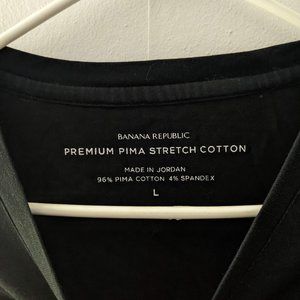 BANANA REPUBLIC
PREMIUM PIMA STRETCH COTTON
MADE IN JORDAN
96% PIMA COTTON 4% SPANDEX
L